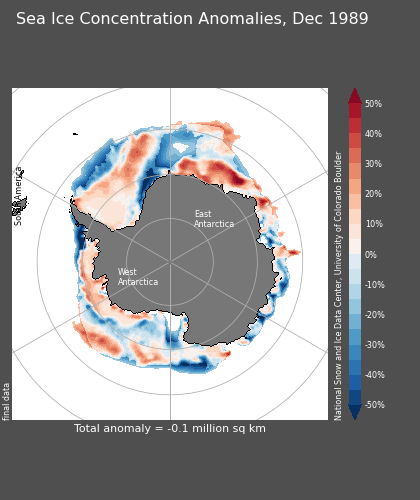 Sea Ice Concentration Anomalies, Dec 1989
South America
East
Antarctica
West
Antarctica
final data
50%
40%
30%
20%
10%
0%
-10%
-20%
-30%
-40%
-50%
National Snow and Ice Data Center, University of Colorado Boulder
Total anomaly = -0.1 million sq km